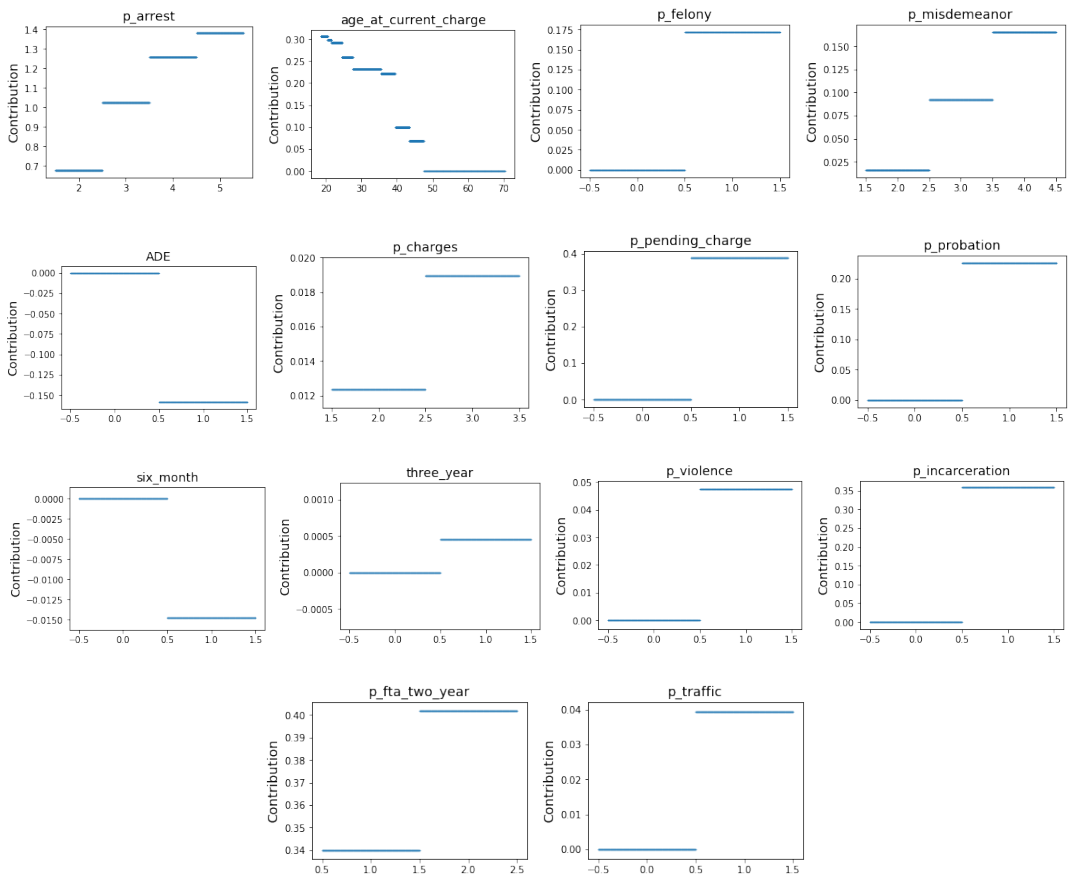 p_arrest
Contribution
1.4
1.3
1.2
1.1
1.0
0.9
0.8
0.7
2 3 4 5
age_at_current_charge
Contribution
0.30
0.25
0.20
0.15
0.10
0.05
0.00
20 30 40 50 60 70
p_felony
Contribution
0.175
0.150
0.125
0.100
0.075
0.050
0.025
0.000
−0.5 0.0 0.5 1.0 1.5
p_misdemeanor
Contribution
0.150
0.125
0.100
0.075
0.050
0.025
1.5 2.0 2.5 3.0 3.5 4.0 4.5
ADE
Contribution
0.000
−0.025
−0.050
−0.075
−0.100
−0.125
−0.150
−0.5 0.0 0.5 1.0 1.5
p_charges
Contribution
0.020
0.018
0.016
0.014
0.012
1.5 2.0 2.5 3.0 3.5
p_pending_charge
Contribution
0.4
0.3
0.2
0.1
0.0
−0.5 0.0 0.5 1.0 1.5
p_probation
Contribution
0.20
0.15
0.10
0.05
0.00
−0.5 0.0 0.5 1.0 1.5
six_month
Contribution
0.0000
−0.0025
−0.0050
−0.0075
−0.0100
−0.0125
−0.0150
−0.5 0.0 0.5 1.0 1.5
three_year
Contribution
0.0010
0.0005
0.0000
−0.0005
−0.5 0.0 0.5 1.0 1.5
p_violence
Contribution
0.05
0.04
0.03
0.02
0.01
0.00
−0.5 0.0 0.5 1.0 1.5
p_incarceration
Contribution
0.35
0.30
0.25
0.20
0.15
0.10
0.05
0.00
−0.5 0.0 0.5 1.0 1.5
p_fta_two_year
Contribution
0.40
0.39
0.38
0.37
0.36
0.35
0.34
0.5 1.0 1.5 2.0 2.5
p_traffic
Contribution
0.04
0.03
0.02
0.01
0.00
−0.5 0.0 0.5 1.0 1.5